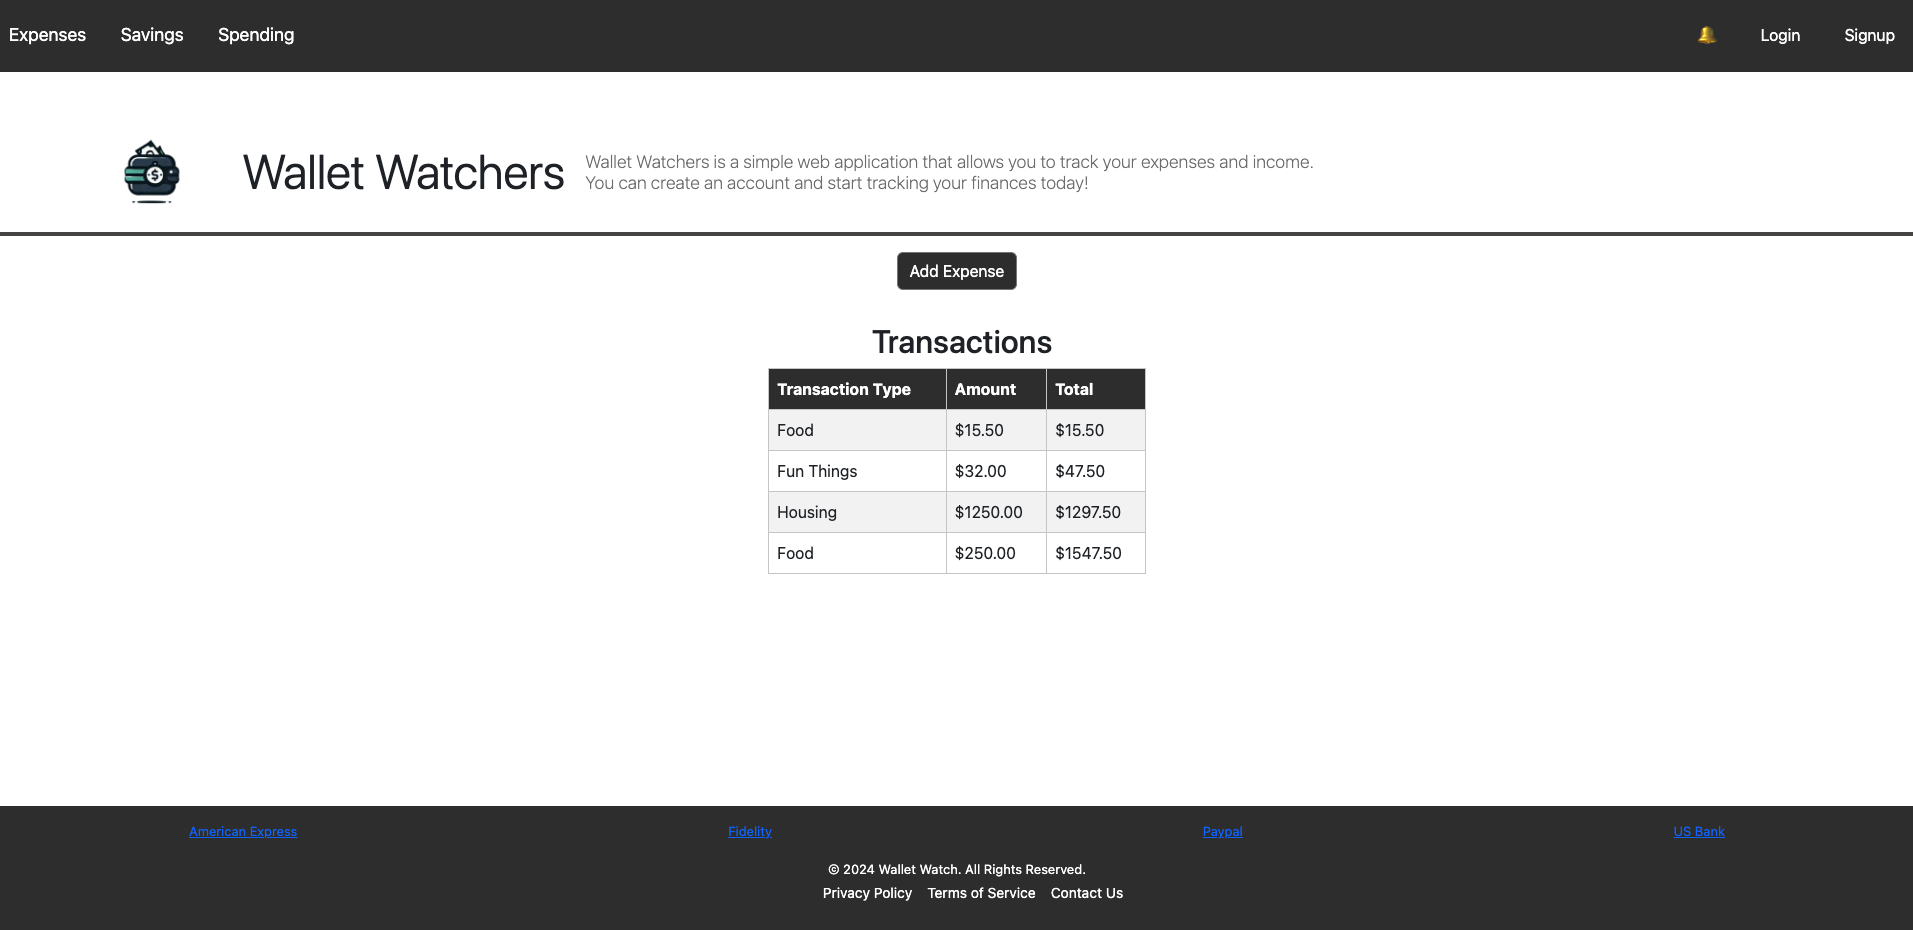 Expenses Savings Spending 🔔 Login Signup
Wallet Watchers
Wallet Watchers is a simple web application that allows you to track your expenses and income.
You can create an account and start tracking your finances today!
Add Expense
Transactions
Transaction Type Amount Total
Food $15.50 $15.50
Fun Things $32.00 $47.50
Housing $1250.00 $1297.50
Food $250.00 $1547.50
American Express Fidelity Paypal US Bank
© 2024 Wallet Watch. All Rights Reserved.
Privacy Policy Terms of Service Contact Us